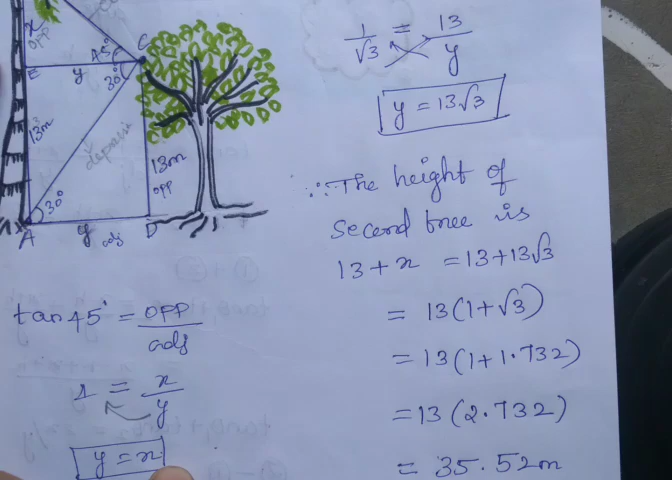 x
opp
45°
C
E
y
30°
13m
depressi
13m
opp
30°
A
y
adj
D
tan 45° = opp
adj
1 = x
y
y = x
1 = 13
√3 y
y = 13√3
∴ The height of
second tree is
13 + x = 13 + 13√3
= 13 (1 + √3)
= 13 (1 + 1.732)
= 13 (2.732)
= 35.52m